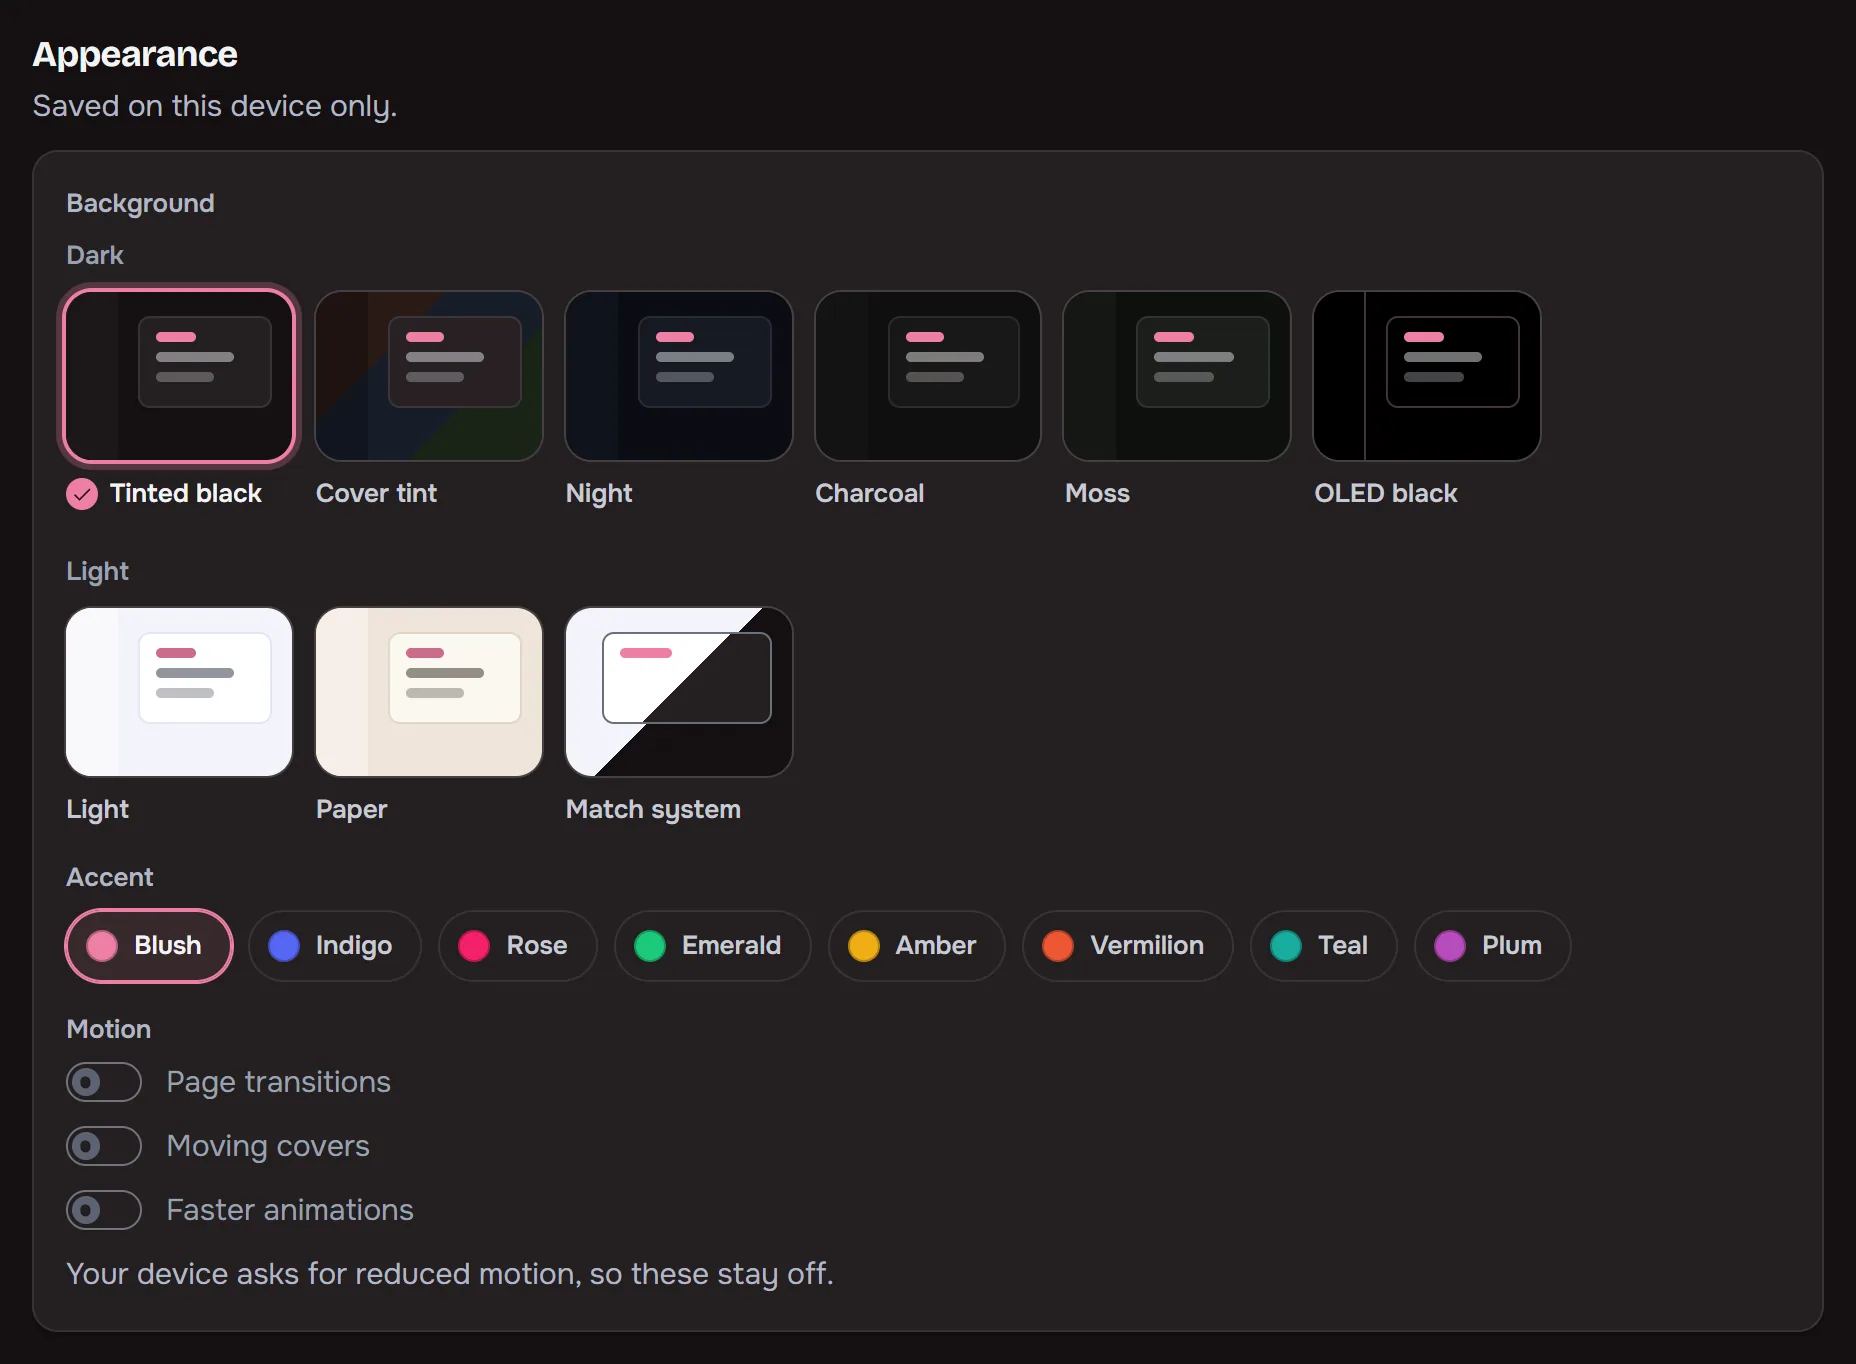 Appearance
Saved on this device only.
Background
Dark
Tinted black
Cover tint
Night
Charcoal
Moss
OLED black
Light
Light
Paper
Match system
Accent
Blush
Indigo
Rose
Emerald
Amber
Vermilion
Teal
Plum
Motion
Page transitions
Moving covers
Faster animations
Your device asks for reduced motion, so these stay off.